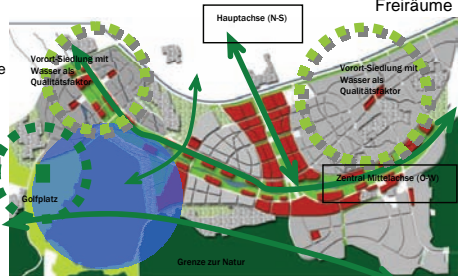 Freiräume
Hauptachse (N-S)
Vorort-Siedlung mit
Wasser als
Qualitätsfaktor
Vorort-Siedlung mit
Wasser als
Qualitätsfaktor
Zentral Mittelachse (O-W)
Golfplatz
Grenze zur Natur